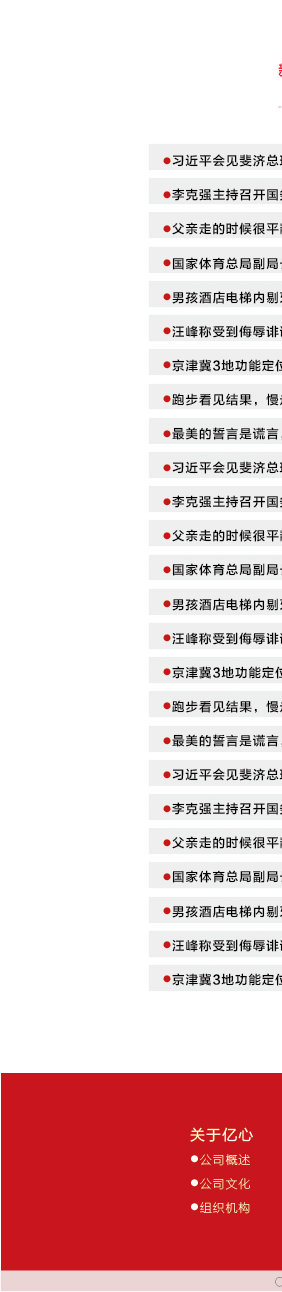 ●习近平会见斐济总
●李克强主持召开国
●父亲走的时候很平
●国家体育总局副局
●男孩酒店电梯内剔
●汪峰称受到侮辱诽
●京津冀3地功能定位
●跑步看见结果，慢
●最美的誓言是谎言
●习近平会见斐济总
●李克强主持召开国
●父亲走的时候很平
●国家体育总局副局
●男孩酒店电梯内剔
●汪峰称受到侮辱诽
●京津冀3地功能定位
●跑步看见结果，慢
●最美的誓言是谎言
●习近平会见斐济总
●李克强主持召开国
●父亲走的时候很平
●国家体育总局副局
●男孩酒店电梯内剔
●汪峰称受到侮辱诽
●京津冀3地功能定位
关于亿心
●公司概述
●公司文化
●组织机构